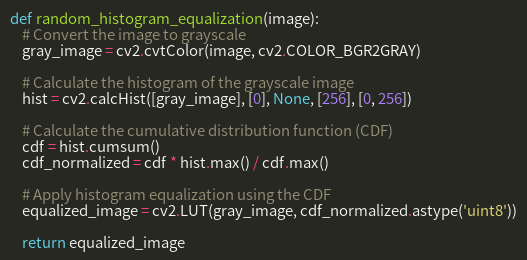 def random_histogram_equalization(image):
# Convert the image to grayscale
gray_image = cv2.cvtColor(image, cv2.COLOR_BGR2GRAY)
# Calculate the histogram of the grayscale image
hist = cv2.calcHist([gray_image], [0], None, [256], [0, 256])
# Calculate the cumulative distribution function (CDF)
cdf = hist.cumsum()
cdf_normalized = cdf * hist.max() / cdf.max()
# Apply histogram equalization using the CDF
equalized_image = cv2.LUT(gray_image, cdf_normalized.astype('uint8'))
return equalized_image